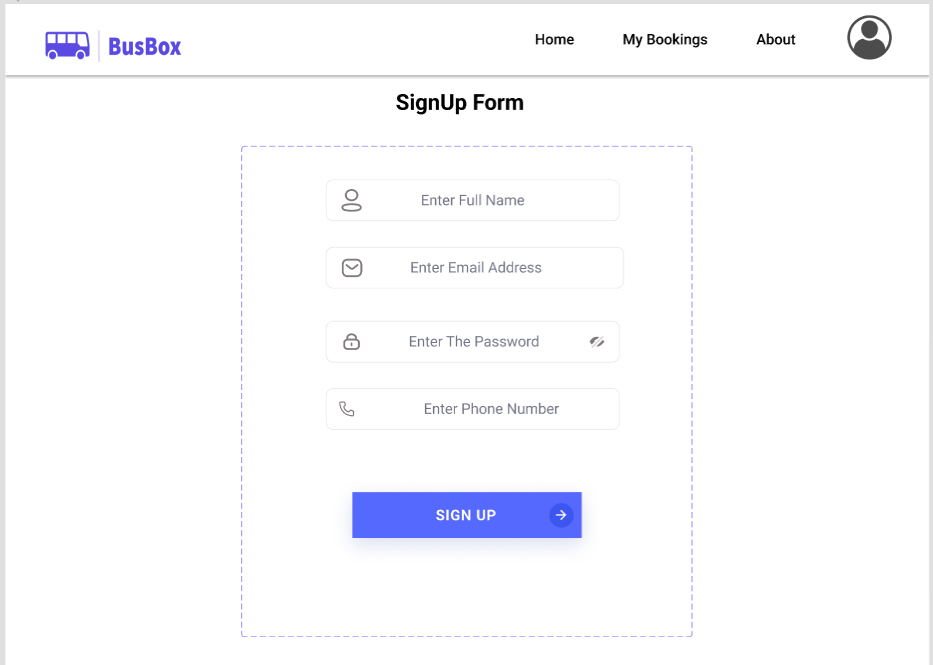 BusBox
Home
My Bookings
About
SignUp Form
Enter Full Name
Enter Email Address
Enter The Password
Enter Phone Number
SIGN UP